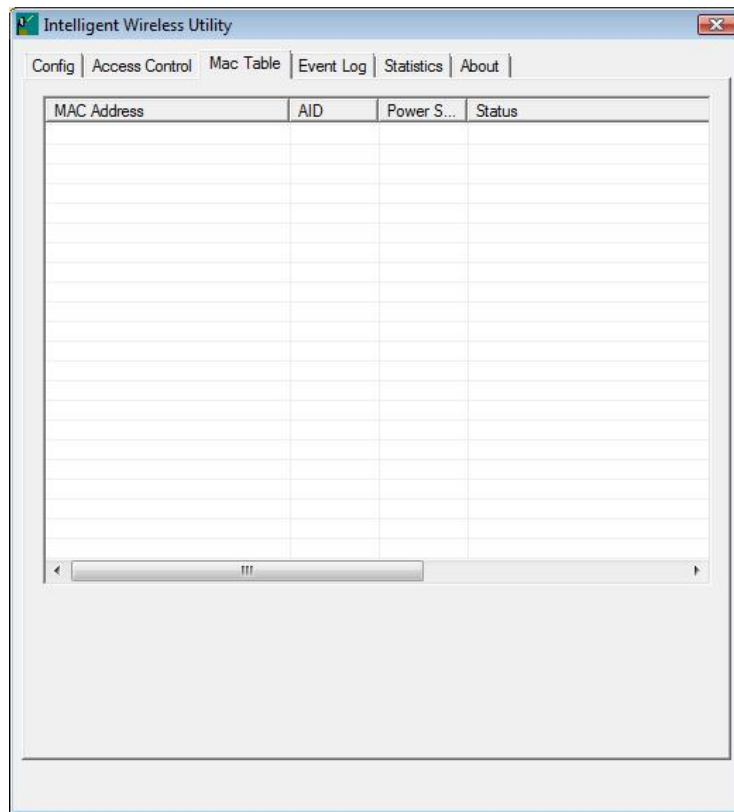 Intelligent Wireless Utility
Config Access Control Mac Table Event Log Statistics About
MAC Address AID Power S... Status